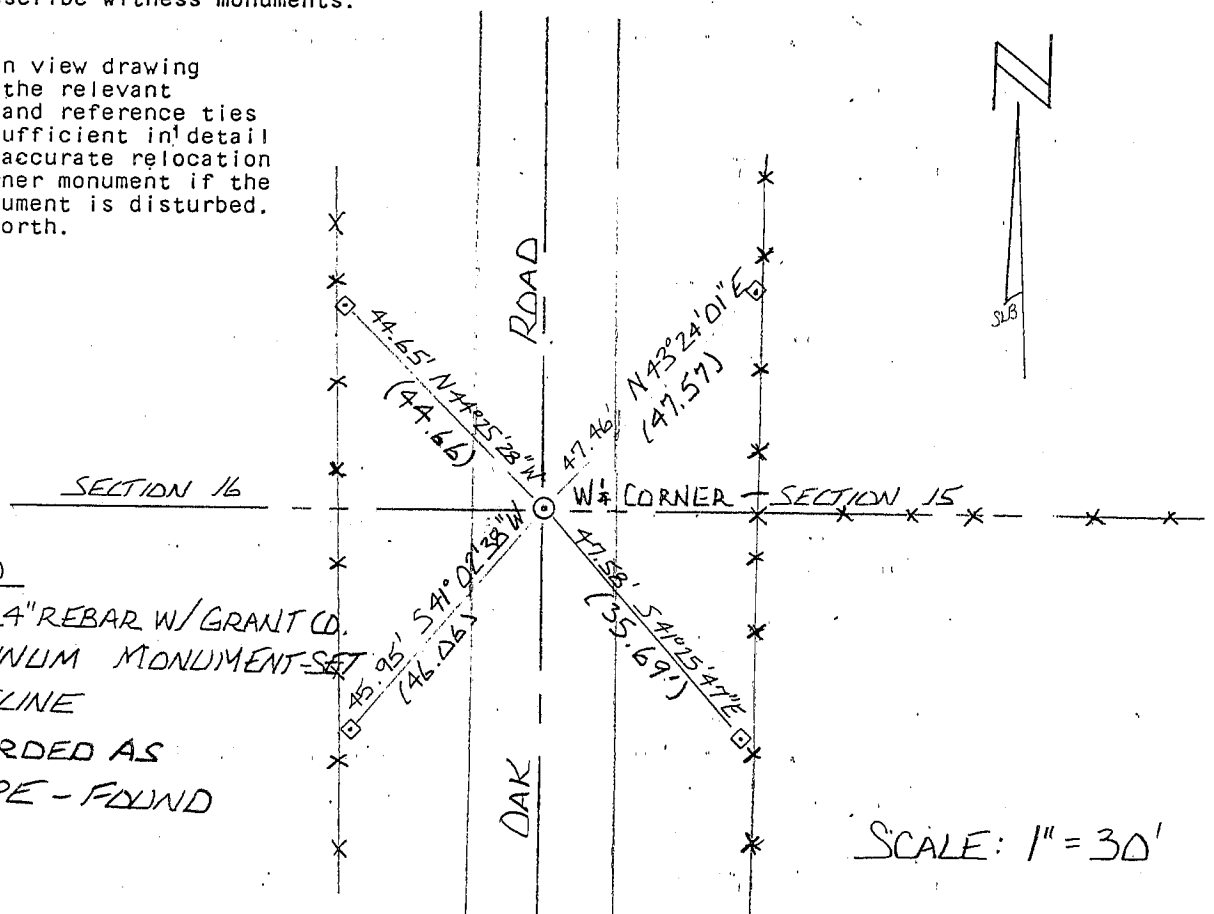 scribe witness monuments.
n view drawing
the relevant
and reference ties
ufficient in detail
accurate relocation
ner monument if the
ument is disturbed.
orth.
N
SLB
ROAD
44.65' N44°25'28"W
(44.66)
47.46' N43°24'01"E
(47.57)
SECTION 16
W¼ CORNER - SECTION 15
45.95' S41°02'38"W
(46.06)
47.58' S41°25'47"E
(35.69')
4" REBAR W/ GRANT CO.
NUM MONUMENT-SET
LINE
RDED AS
PE - FOUND
OAK
SCALE: 1" = 30'